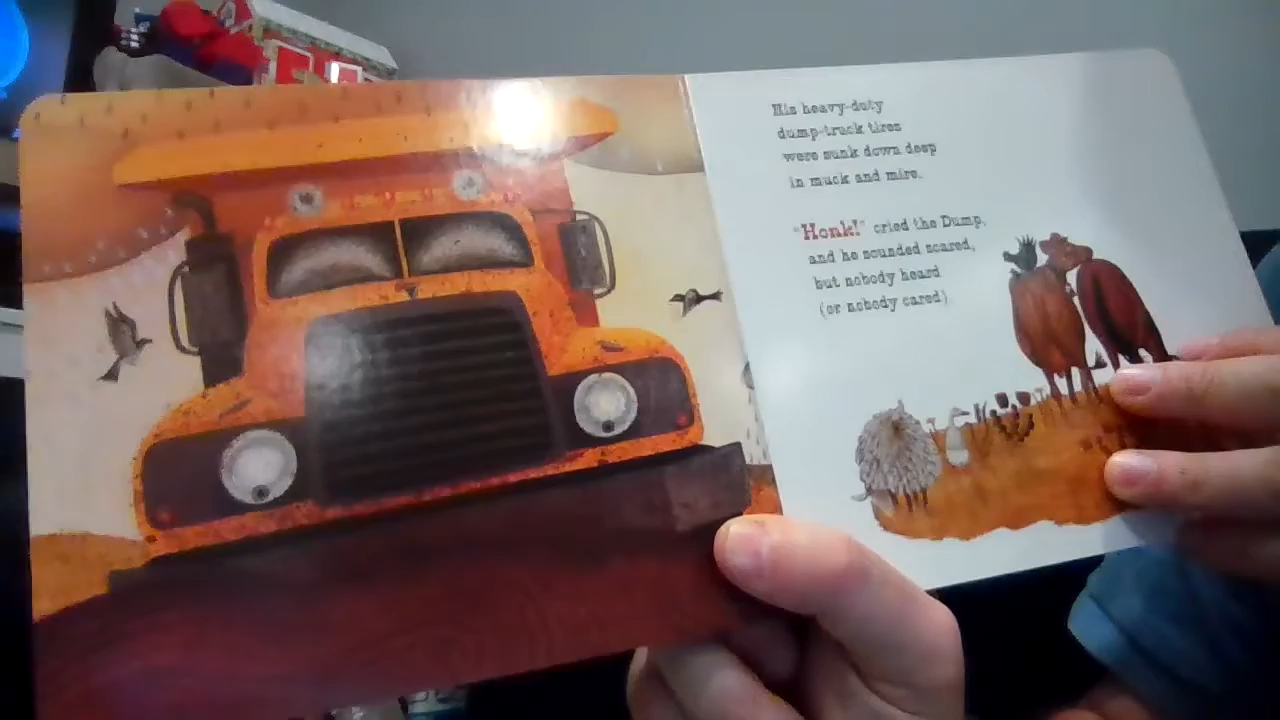 His heavy-duty
dump-truck tires
were sunk down deep
in muck and mire.
"Honk!" cried the Dump,
and he sounded scared,
but nobody heard
(or nobody cared).